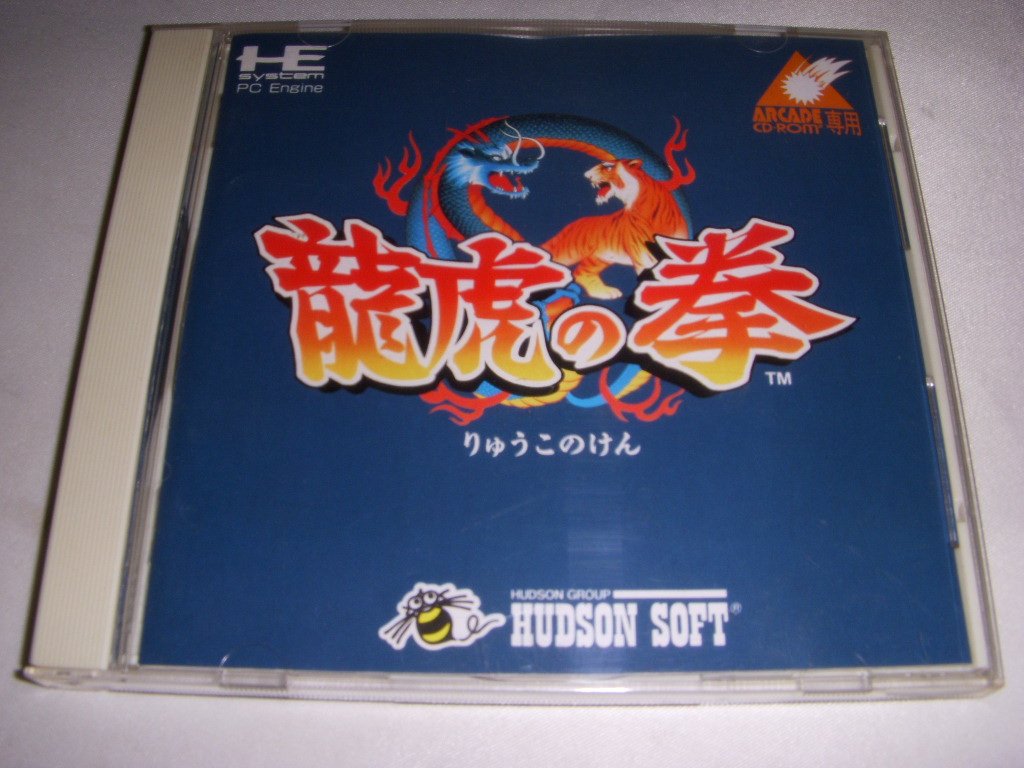 HE
system
PC Engine
ARCADE
CD-ROM² 専用
龍虎の拳
TM
りゅうこのけん
HUDSON GROUP
HUDSON SOFT®